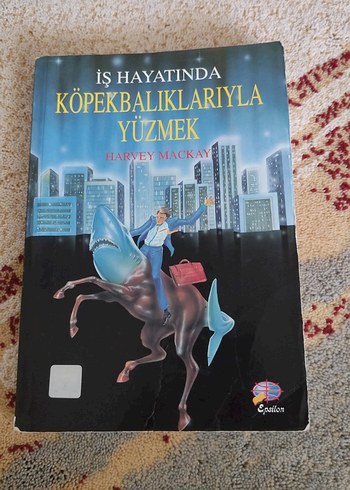 İŞ HAYATINDA
KÖPEKBALIKLARIYLA
YÜZMEK
HARVEY MACKAY
Epsilon